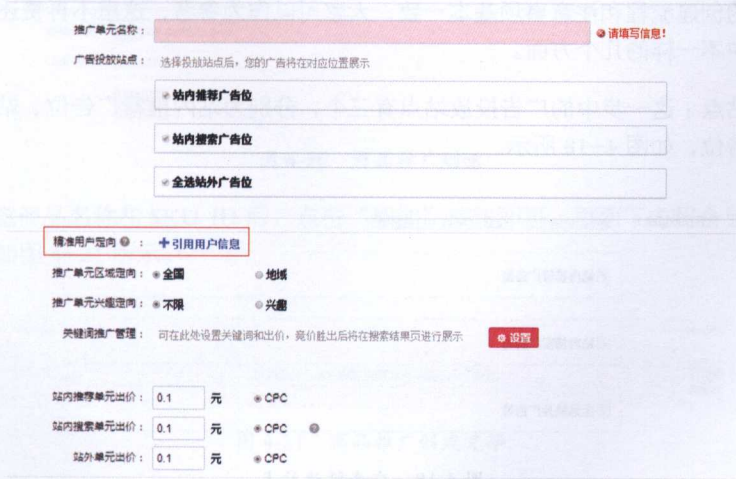 推广单元名称：
请填写信息！
广告投放站点： 选择投放站点后，您的广告将在对应位置展示
站内推荐广告位
站内搜索广告位
全选站外广告位
精准用户定向 ： +引用用户信息
推广单元区域定向： 全国 地域
推广单元兴趣定向： 不限 兴趣
关键词推广管理： 可在此处设置关键词和出价，竞价胜出后将在搜索结果页进行展示 设置
站内推荐单元出价： 0.1 元 CPC
站内搜索单元出价： 0.1 元 CPC
站外单元出价： 0.1 元 CPC